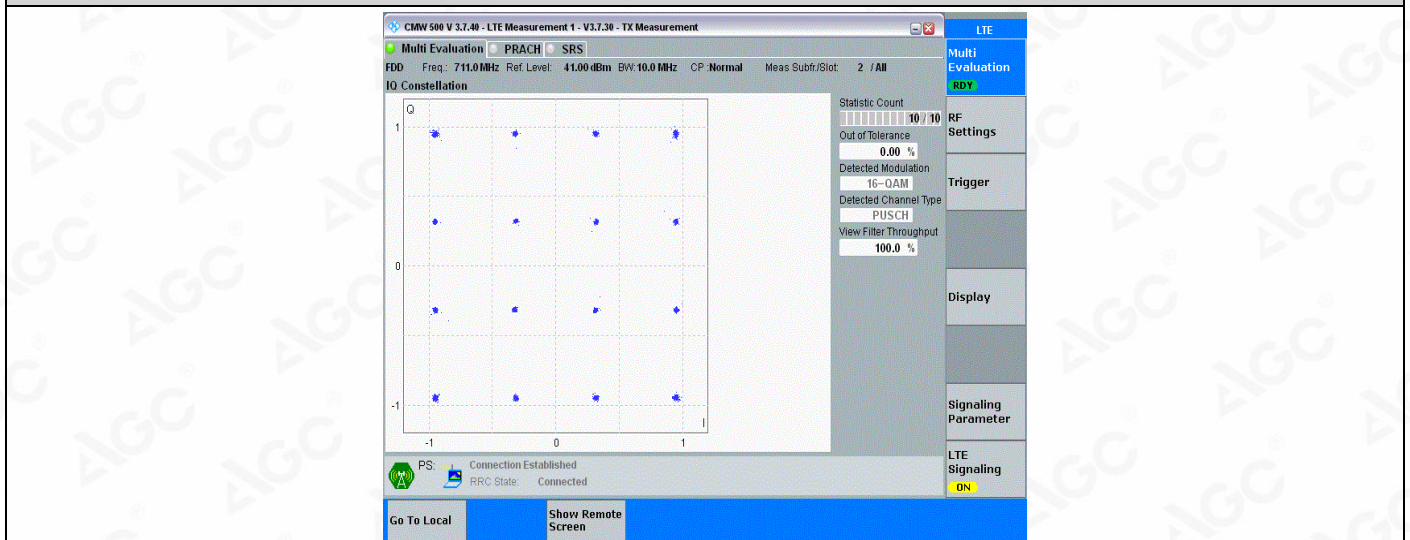 CMW 500 V 3.7.40 - LTE Measurement 1 - V3.7.30 - TX Measurement
LTE
Multi Evaluation PRACH SRS
FDD Freq.: 711.0 MHz Ref. Level: 41.00 dBm BW: 10.0 MHz CP :Normal Meas Subfr./Slot: 2 / All
IQ Constellation
Q
1
0
-1
-1 0 1
I
Statistic Count
10 / 10
Out of Tolerance
0.00 %
Detected Modulation
16-QAM
Detected Channel Type
PUSCH
View Filter Throughput
100.0 %
Multi
Evaluation
RDY
RF
Settings
Trigger
Display
Signaling
Parameter
LTE
Signaling
ON
PS: Connection Established
RRC State: Connected
Go To Local
Show Remote
Screen
AGC